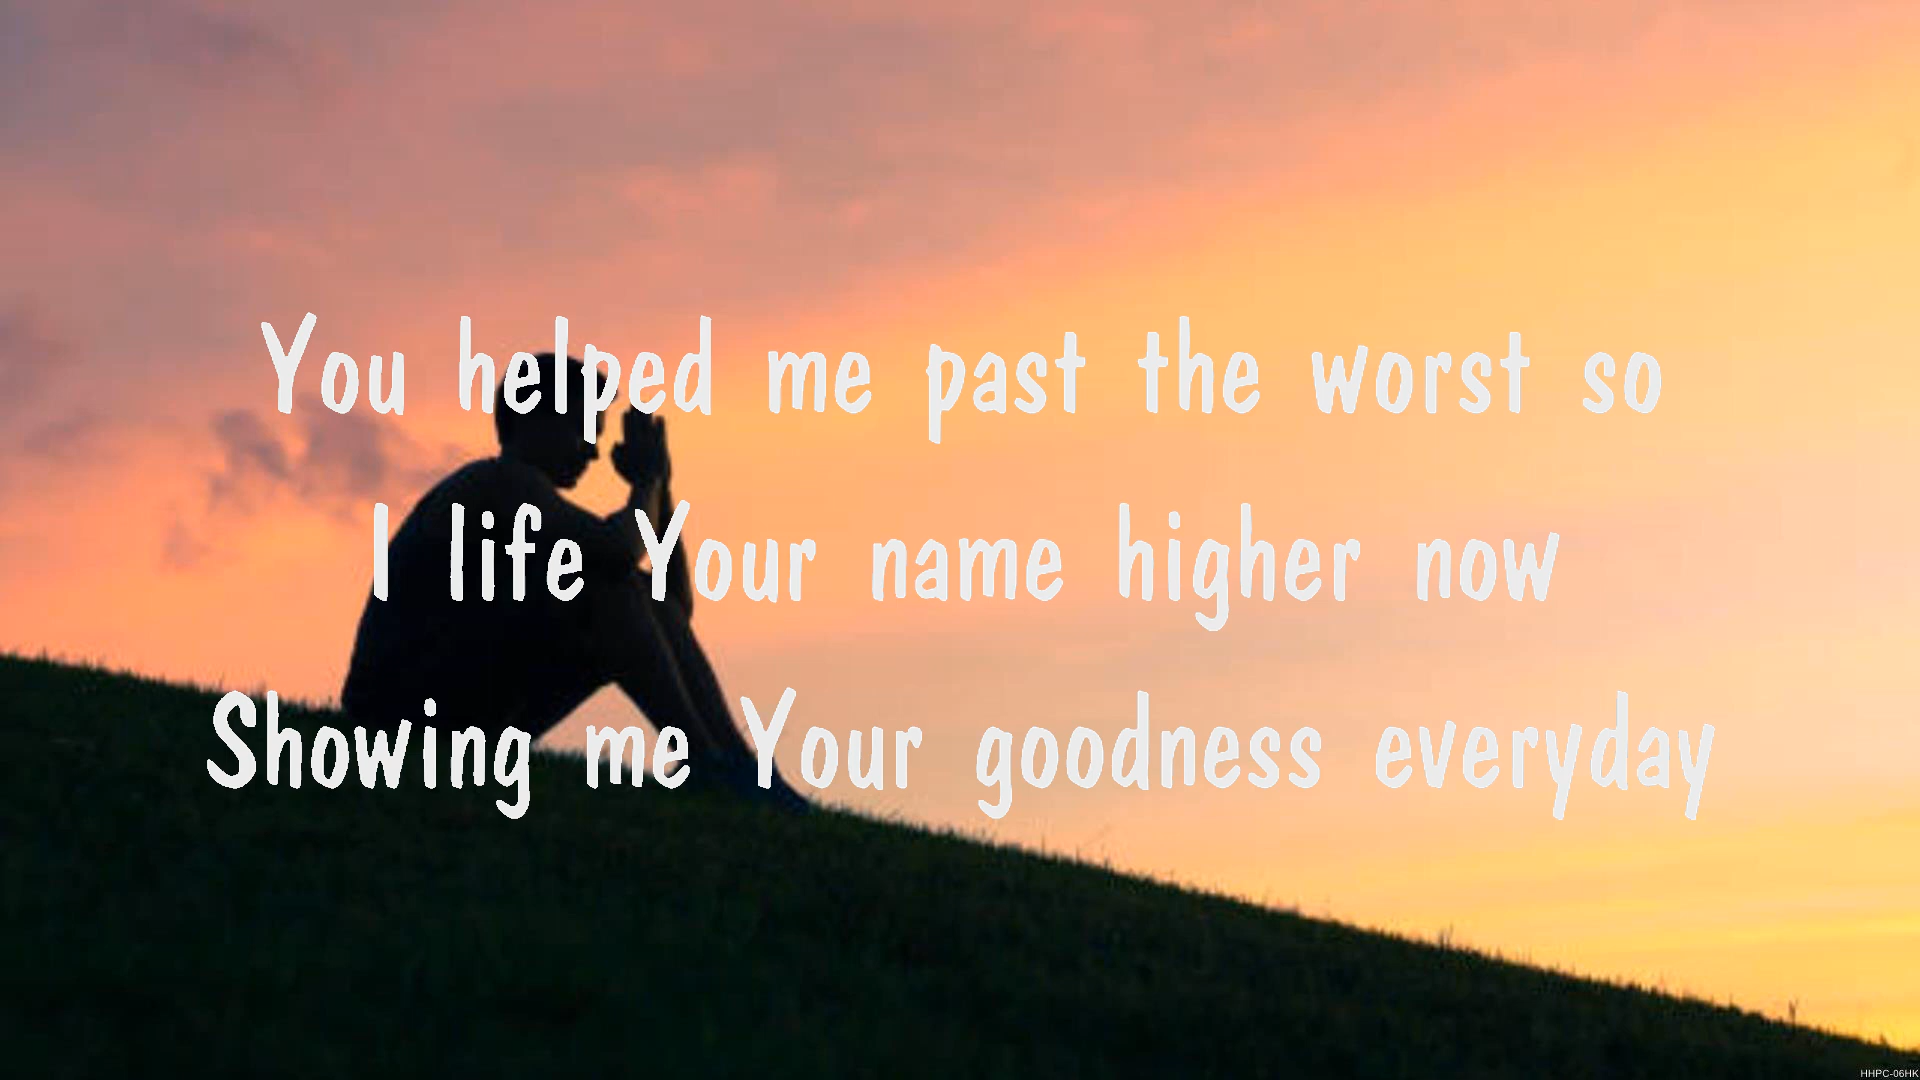 You helped me past the worst so
I life Your name higher now
Showing me Your goodness everyday
HHPC-06HK